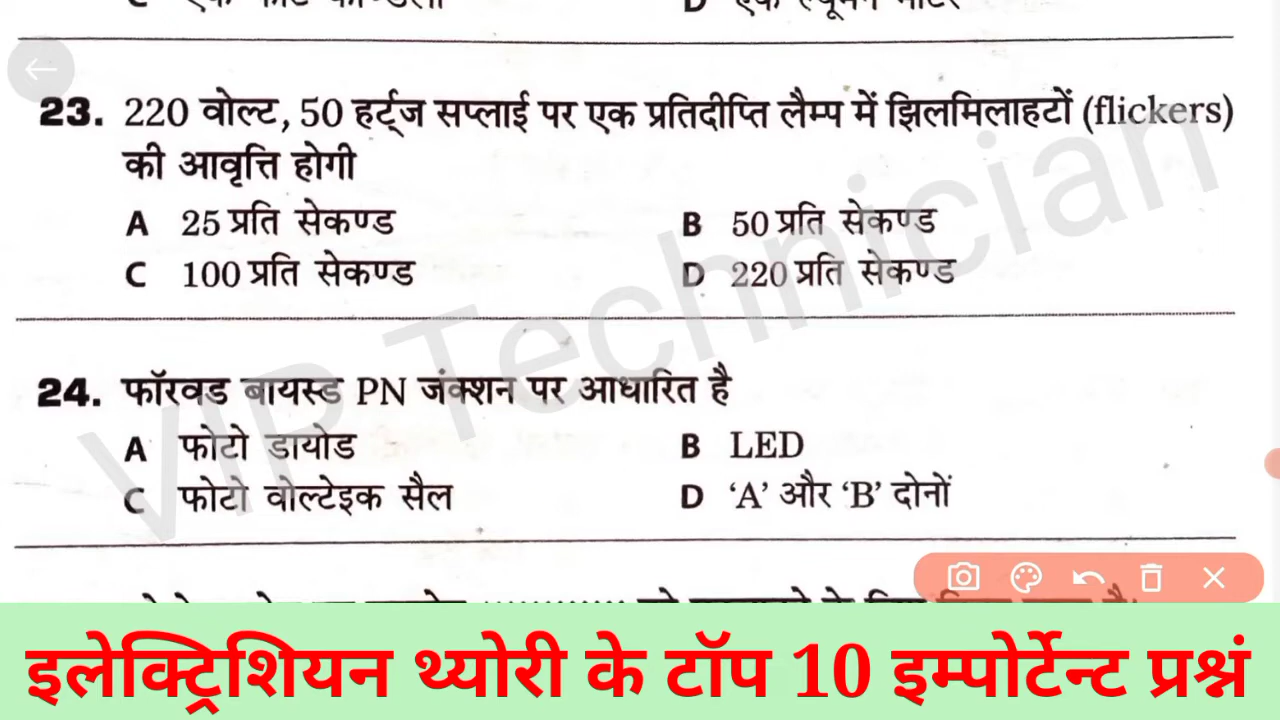 23. 220 वोल्ट, 50 हर्ट्ज सप्लाई पर एक प्रतिदीप्ति लैम्प में झिलमिलाहटों (flickers)
की आवृत्ति होगी
A 25 प्रति सेकण्ड B 50 प्रति सेकण्ड
C 100 प्रति सेकण्ड D 220 प्रति सेकण्ड
VIP Technician
24. फॉरवड बायस्ड PN जंक्शन पर आधारित है
A फोटो डायोड B LED
C फोटो वोल्टेइक सैल D 'A' और 'B' दोनों
इलेक्ट्रिशियन थ्योरी के टॉप 10 इम्पोर्टेन्ट प्रश्नं